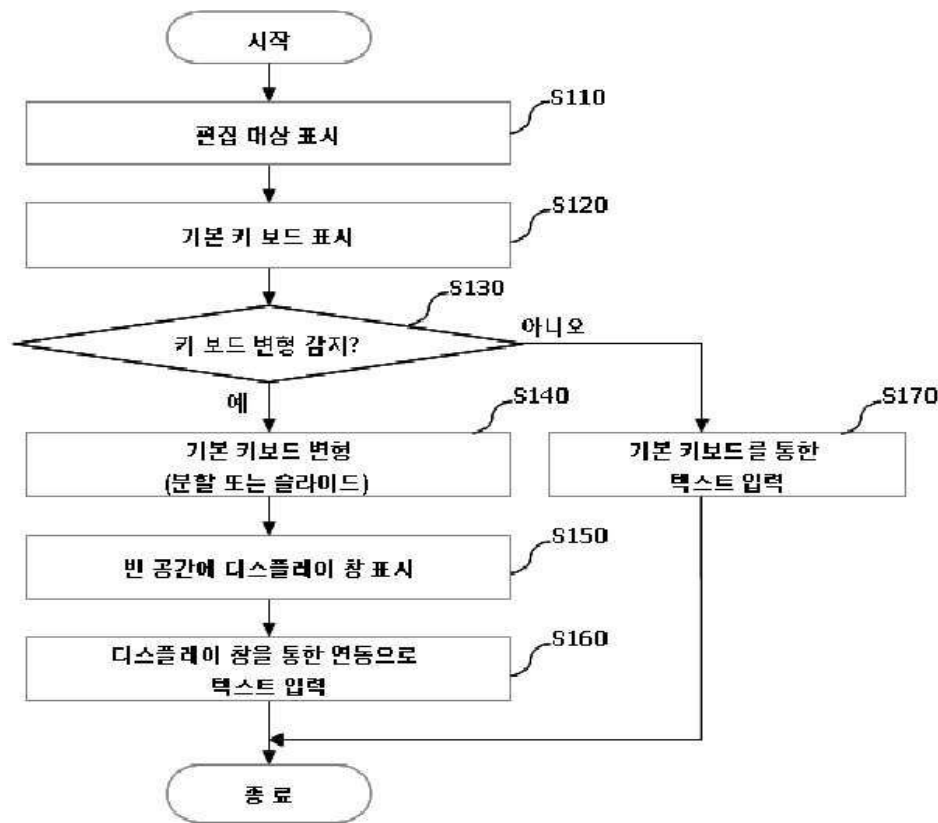 시작
S110
편집 대상 표시
S120
기본 키 보드 표시
S130
키 보드 변형 감지?
아니오
예
S140
기본 키보드 변형
(분할 또는 슬라이드)
S170
기본 키보드를 통한
텍스트 입력
S150
빈 공간에 디스플레이 창 표시
S160
디스플레이 창을 통한 연동으로
텍스트 입력
종 료